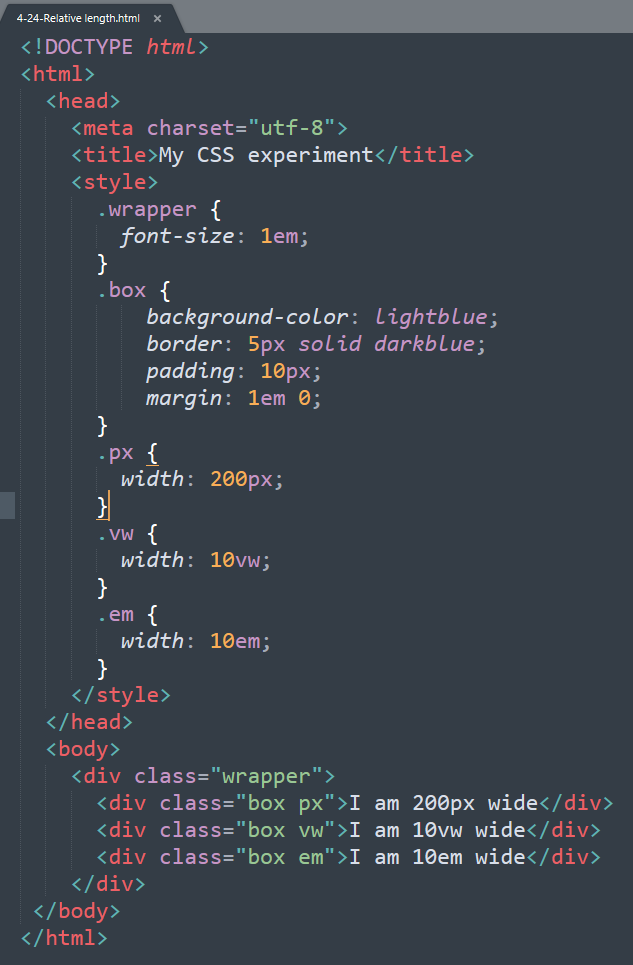 4-24-Relative length.html ×
<!DOCTYPE html>
<html>
  <head>
    <meta charset="utf-8">
    <title>My CSS experiment</title>
    <style>
      .wrapper {
        font-size: 1em;
      }
      .box {
          background-color: lightblue;
          border: 5px solid darkblue;
          padding: 10px;
          margin: 1em 0;
      }
      .px {
        width: 200px;
      }
      .vw {
        width: 10vw;
      }
      .em {
        width: 10em;
      }
    </style>
  </head>
  <body>
    <div class="wrapper">
      <div class="box px">I am 200px wide</div>
      <div class="box vw">I am 10vw wide</div>
      <div class="box em">I am 10em wide</div>
    </div>
 </body>
</html>